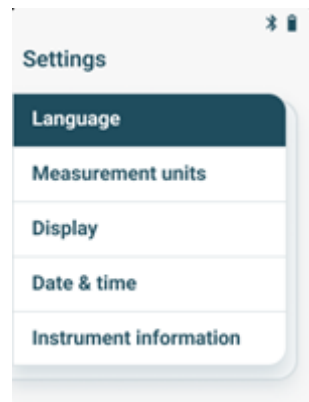 Settings
Language
Measurement units
Display
Date & time
Instrument information